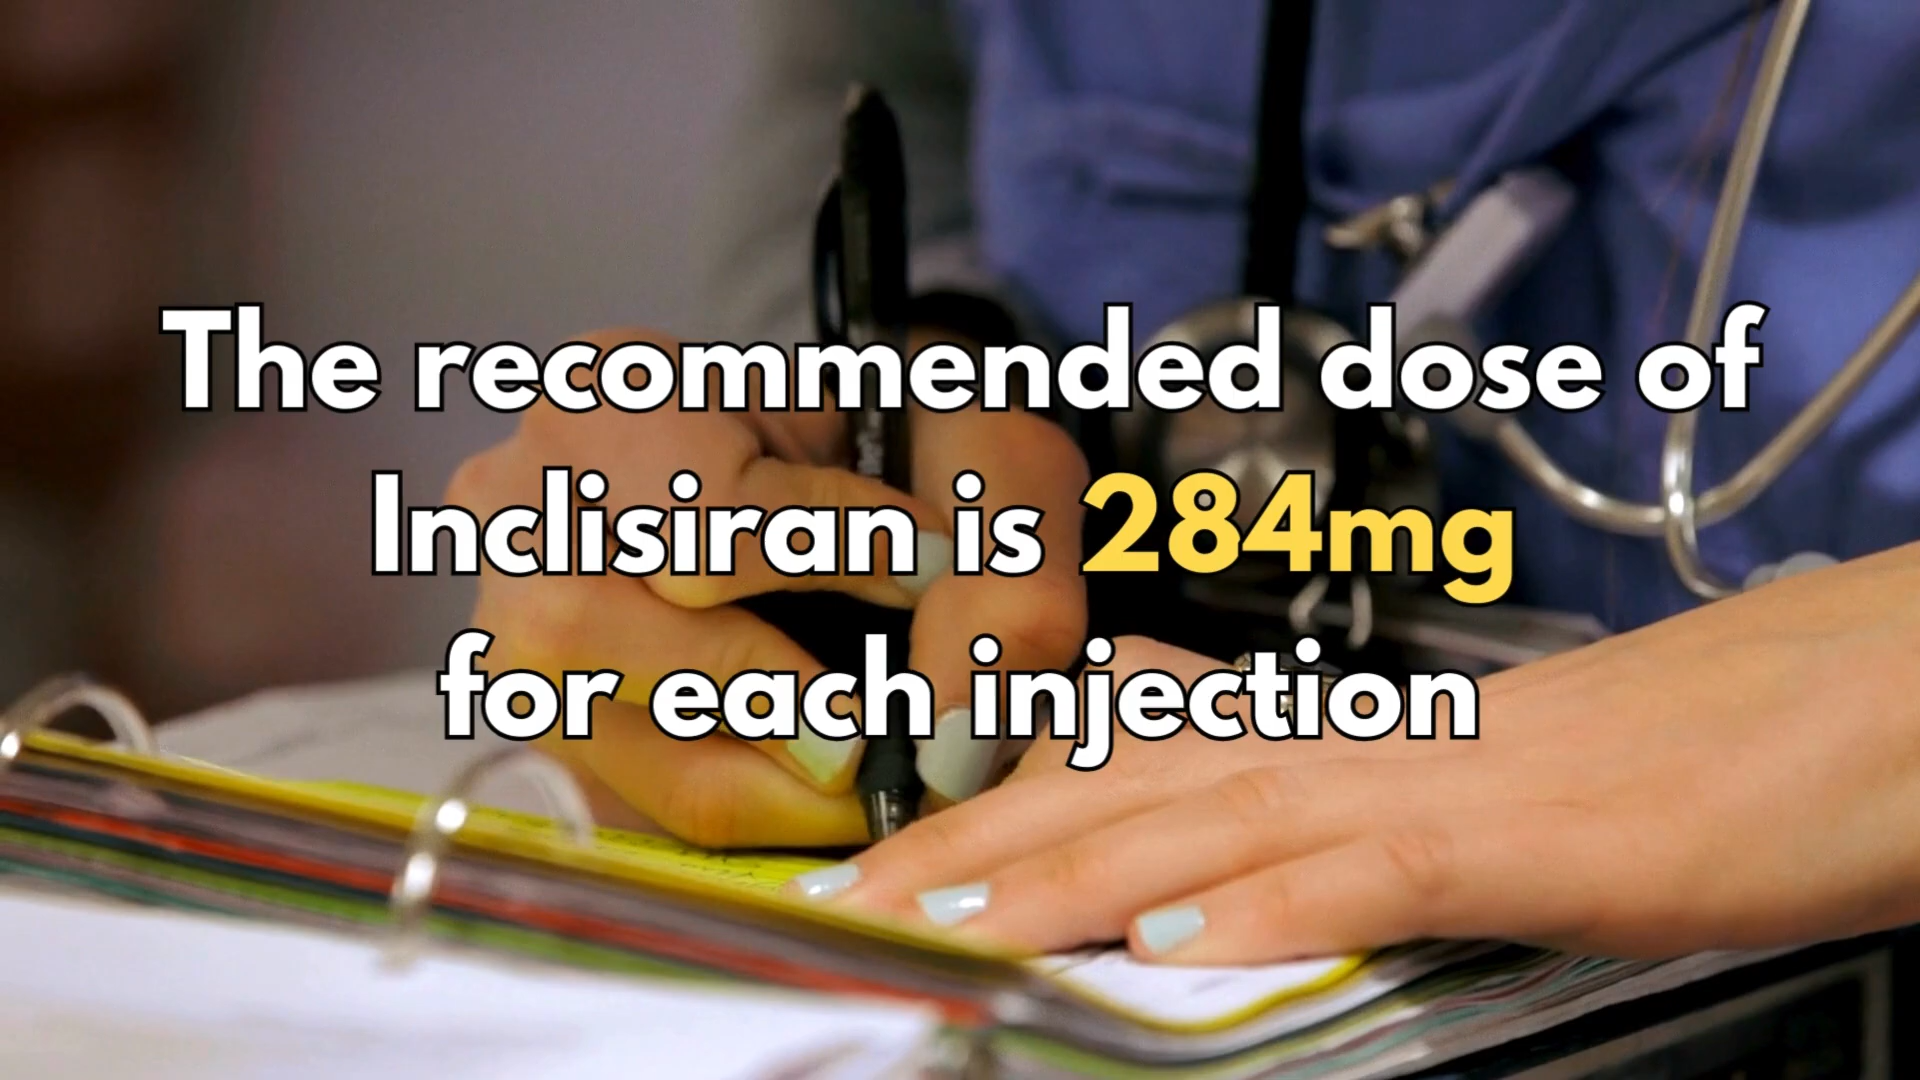 The recommended dose of
Inclisiran is 284mg
for each injection